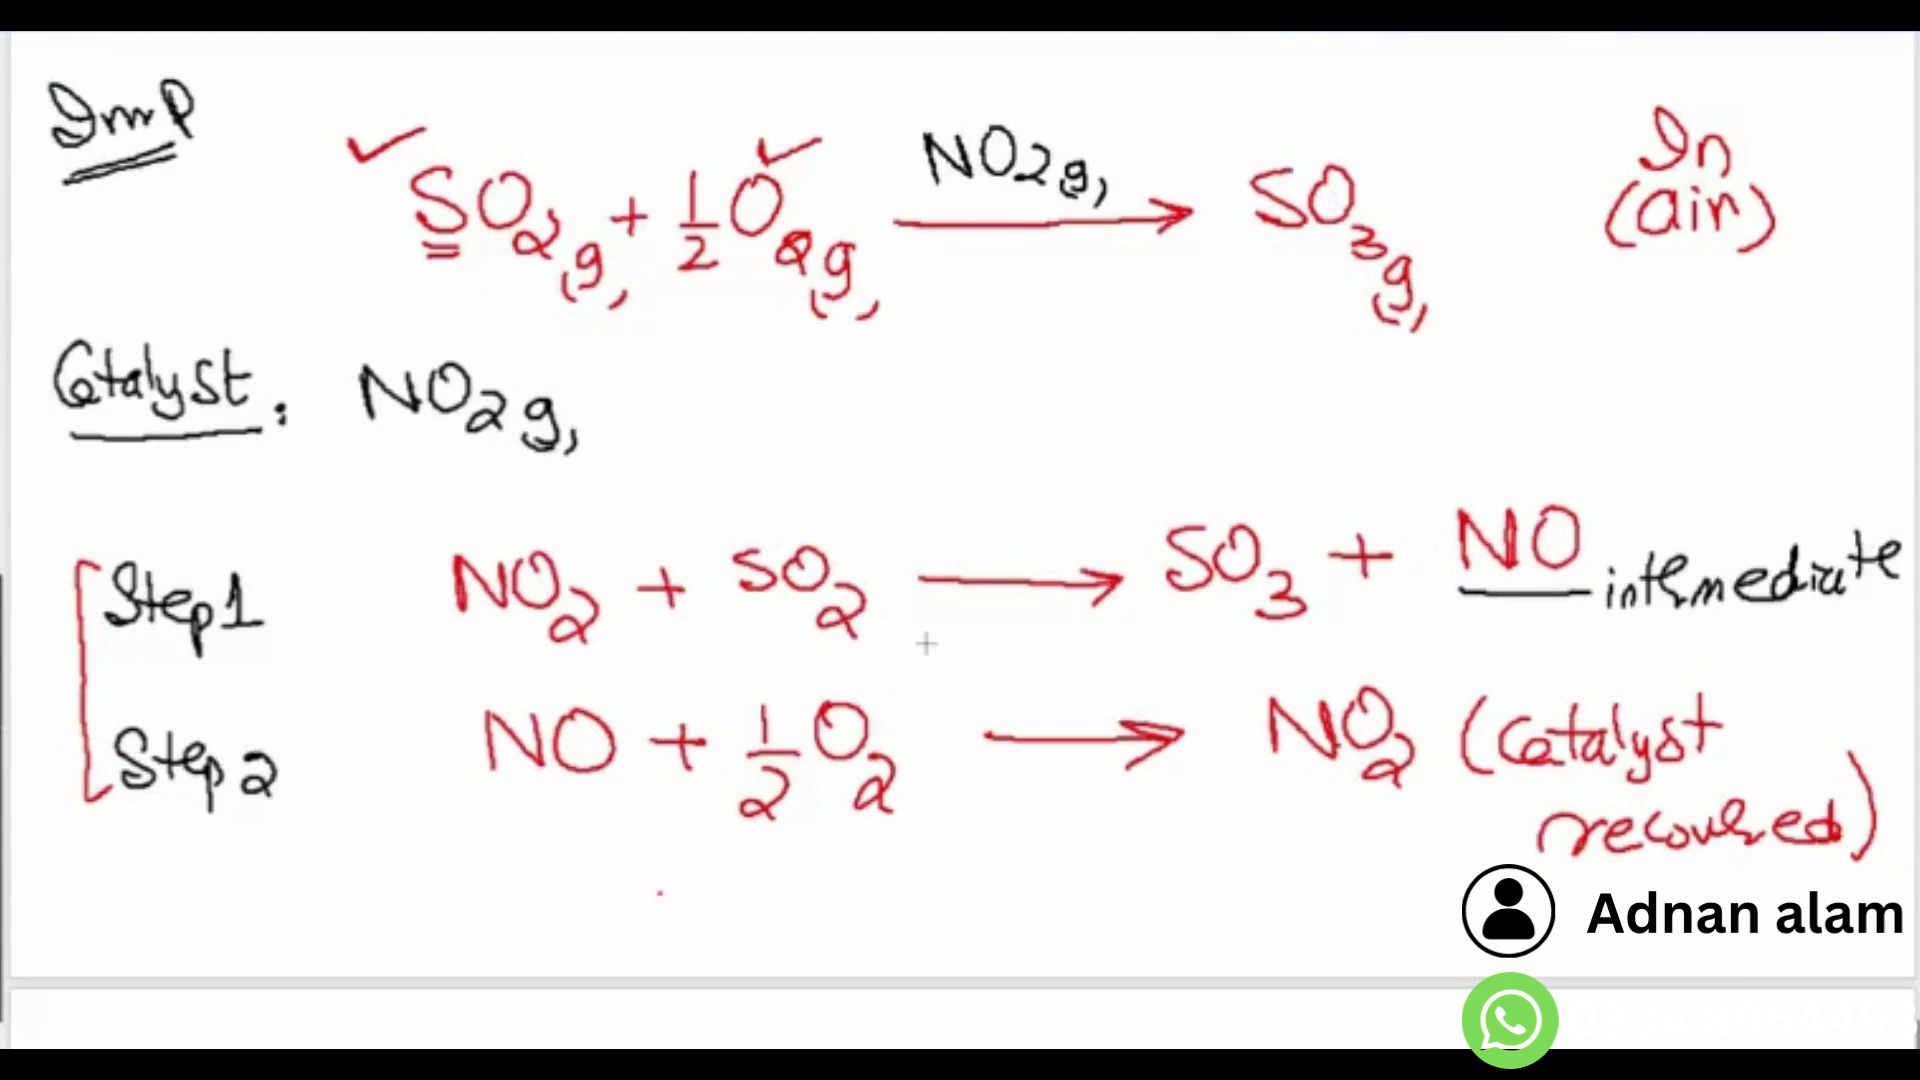 Imp
SO2(g) + 1/2 O2(g) NO2(g) → SO3(g) In (air)
Catalyst : NO2(g)
Step 1 NO2 + SO2 → SO3 + NO intermediate
Step 2 NO + 1/2 O2 → NO2 (Catalyst recovered)
Adnan alam